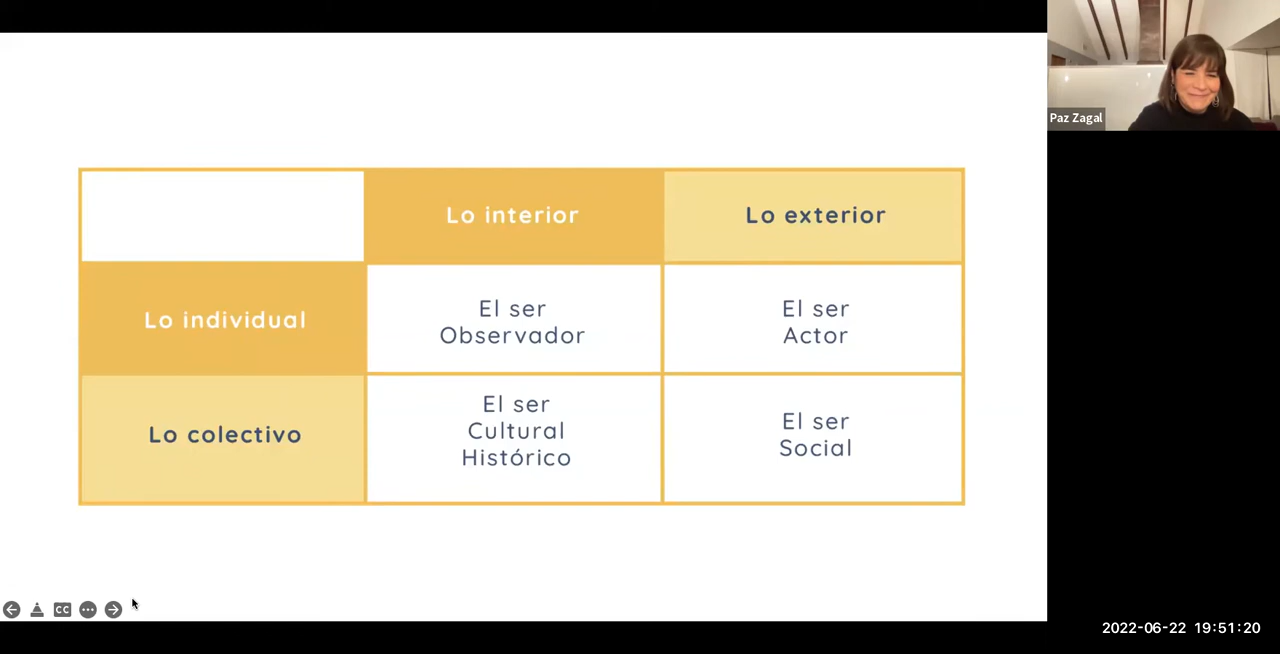 Paz Zagal
Lo interior
Lo exterior
Lo individual
El ser
Observador
El ser
Actor
Lo colectivo
El ser
Cultural
Histórico
El ser
Social
CC
2022-06-22 19:51:20